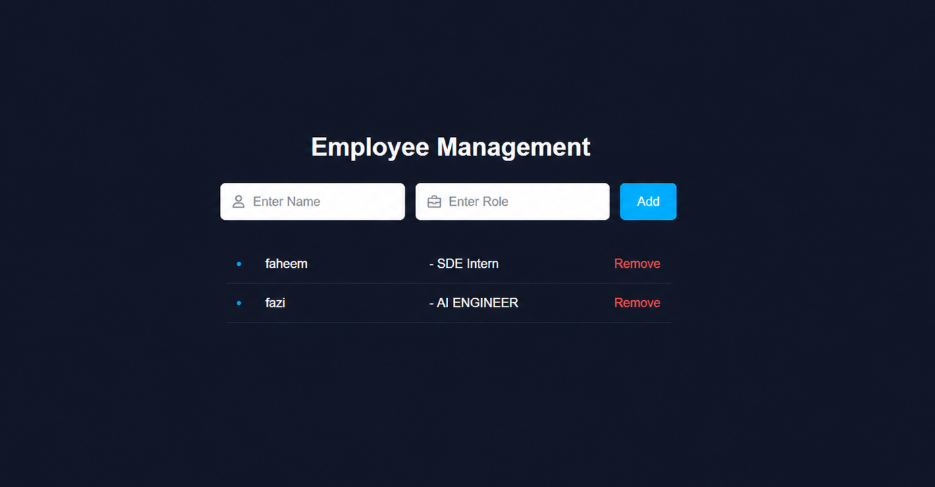 Employee Management
Enter Name Enter Role Add
faheem - SDE Intern Remove
fazi - AI ENGINEER Remove